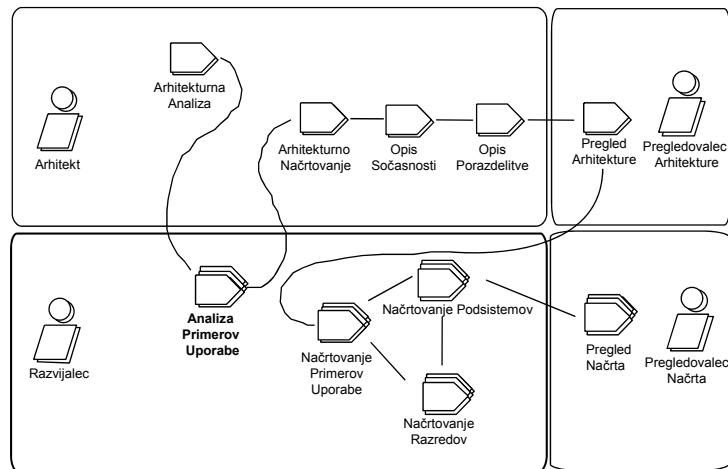 Arhitekturna
Analiza
Arhitekt
Arhitekturno
Načrtovanje
Opis
Sočasnosti
Opis
Porazdelitve
Pregled
Arhitekture
Pregledovalec
Arhitekture
Razvijalec
Analiza
Primerov
Uporabe
Načrtovanje
Primerov
Uporabe
Načrtovanje Podsistemov
Načrtovanje
Razredov
Pregled
Načrta
Pregledovalec
Načrta